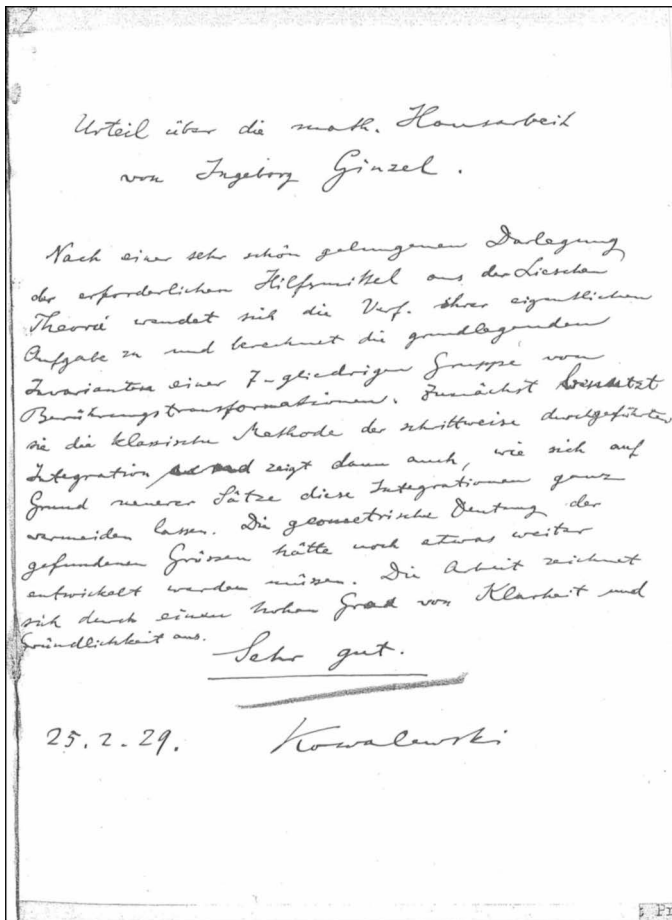 Urteil über die math. Hausarbeit
von Ingeborg Ginzel.
Nach einer sehr schön gelungenen Darlegung
der erforderlichen Hilfsmittel aus der Lieschen
Theorie wendet sich die Verf. ihrer eigentlichen
Aufgabe zu und berechnet die grundlegenden
Invarianten einer 7-gliedrigen Gruppe von
Berührungstransformationen. Zunächst benutzt
sie die klassische Methode der schrittweise durchgeführten
Integration und zeigt dann auch, wie sich auf
Grund neuerer Sätze diese Integrationen ganz
vermeiden lassen. Die geometrische Deutung der
gefundenen Grössen hätte noch etwas weiter
entwickelt werden müssen. Die Arbeit zeichnet
sich durch einen hohen Grad von Klarheit und
Gründlichkeit aus.
Sehr gut.
25.2.29. Kowalewski